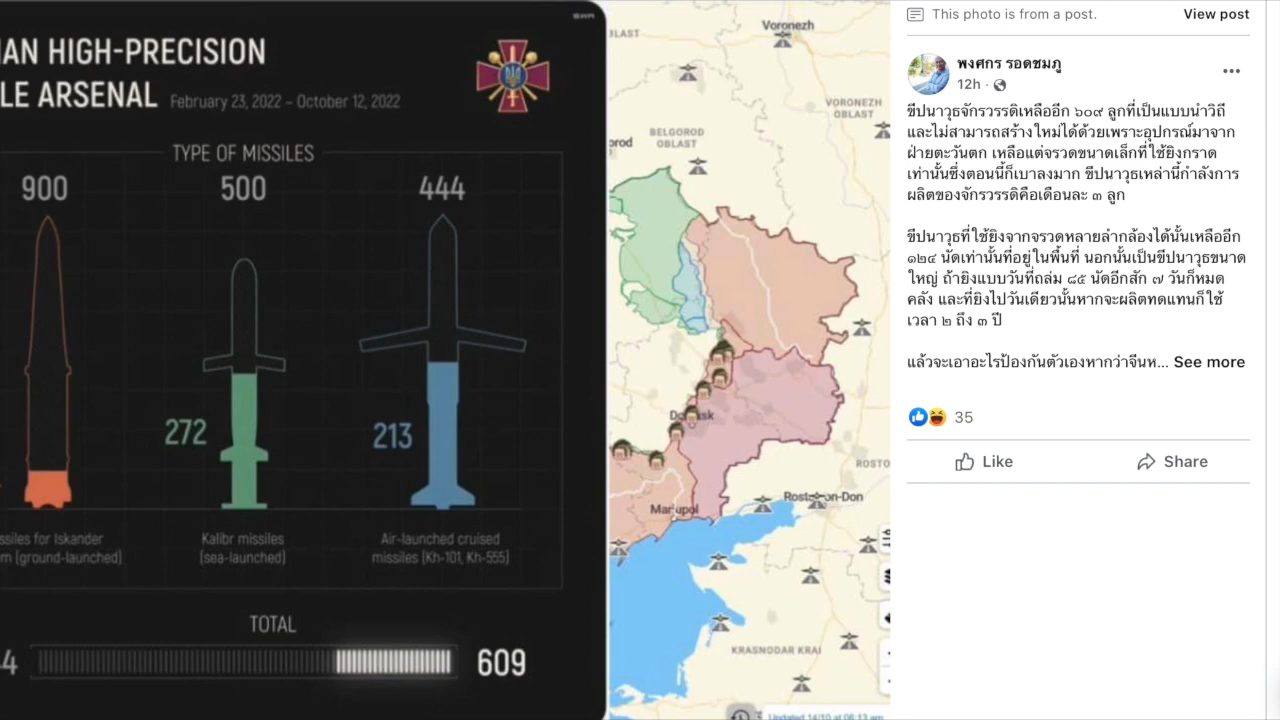 IAN HIGH-PRECISION
LE ARSENAL February 23, 2022 – October 12, 2022
TYPE OF MISSILES
900
500
444
272
213
ssiles for Iskander
m (ground-launched)
Kalibr missiles
(sea-launched)
Air-launched cruised
missiles (Kh-101, Kh-555)
TOTAL
4
609
BLAST
Voronezh
VORONEZH
OBLAST
BELGOROD
OBLAST
orod
ROSTO
KRASNODAR KRAI
Updated 14/10 at 06:13 am
This photo is from a post.
View post
พงศกร รอดชมภู
12h ·
ขีปนาวุธจักรวรรดิเหลืออีก ๖๐๙ ลูกที่เป็นแบบนำวิถี
และไม่สามารถสร้างใหม่ได้ด้วยเพราะอุปกรณ์มาจาก
ฝ่ายตะวันตก เหลือแต่จรวดขนาดเล็กที่ใช้ยิงกราด
เท่านั้นซึ่งตอนนี้ก็เบาลงมาก ขีปนาวุธเหล่านี้กำลังการ
ผลิตของจักรวรรดิคือเดือนละ ๓ ลูก
ขีปนาวุธที่ใช้ยิงจากจรวดหลายลำกล้องได้นั้นเหลืออีก
๑๒๔ นัดเท่านั้นที่อยู่ในพื้นที่ นอกนั้นเป็นขีปนาวุธขนาด
ใหญ่ ถ้ายิงแบบวันที่ถล่ม ๘๕ นัดอีกสัก ๗ วันก็หมด
คลัง และที่ยิงไปวันเดียวนั้นหากจะผลิตทดแทนก็ใช้
เวลา ๒ ถึง ๓ ปี
แล้วจะเอาอะไรป้องกันตัวเองหากว่าจีนห... See more
35
Like
Share